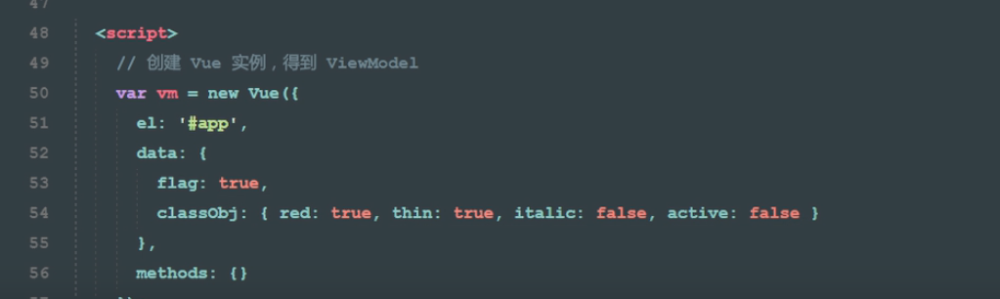 47
48 <script>
49 // 创建 Vue 实例，得到 ViewModel
50 var vm = new Vue({
51 el: '#app',
52 data: {
53 flag: true,
54 classObj: { red: true, thin: true, italic: false, active: false }
55 },
56 methods: {}